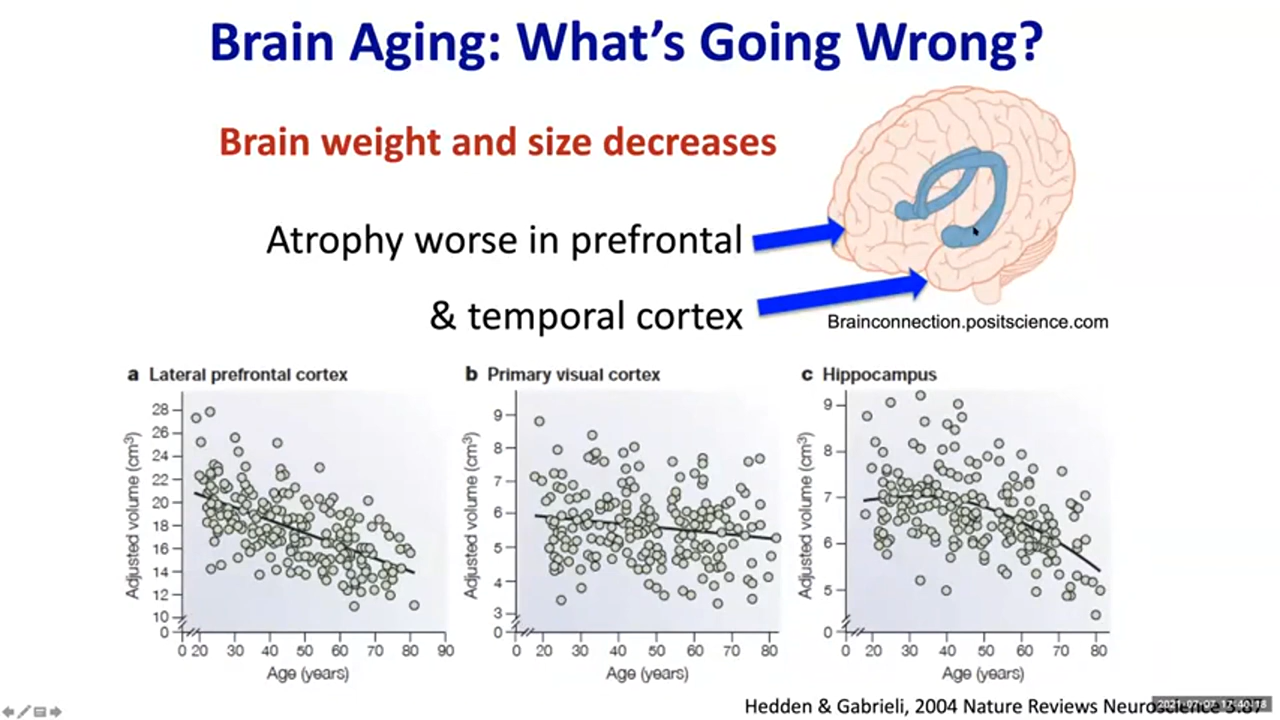 Brain Aging: What's Going Wrong?
Brain weight and size decreases
Atrophy worse in prefrontal
& temporal cortex
Brainconnection.positscience.com
a Lateral prefrontal cortex
Adjusted volume (cm³)
28
26
24
22
20
18
16
14
12
10
0
0 20 30 40 50 60 70 80 90
Age (years)
b Primary visual cortex
Adjusted volume (cm³)
9
8
7
6
5
4
3
0
0 20 30 40 50 60 70 80
Age (years)
c Hippocampus
Adjusted volume (cm³)
9
8
7
6
5
0
0 20 30 40 50 60 70 80
Age (years)
Hedden & Gabrieli, 2004 Nature Reviews Neuroscience 5:87